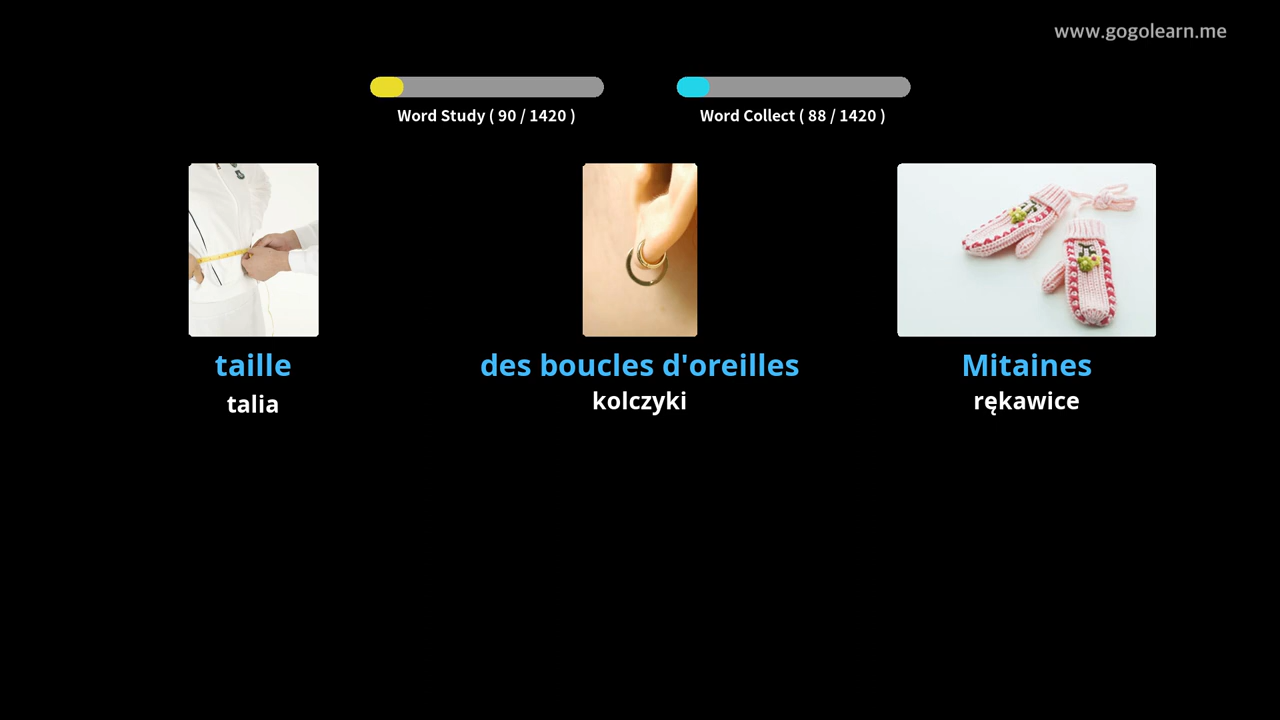 www.gogolearn.me
Word Study ( 90 / 1420 )
Word Collect ( 88 / 1420 )
taille
talia
des boucles d'oreilles
kolczyki
Mitaines
rękawice